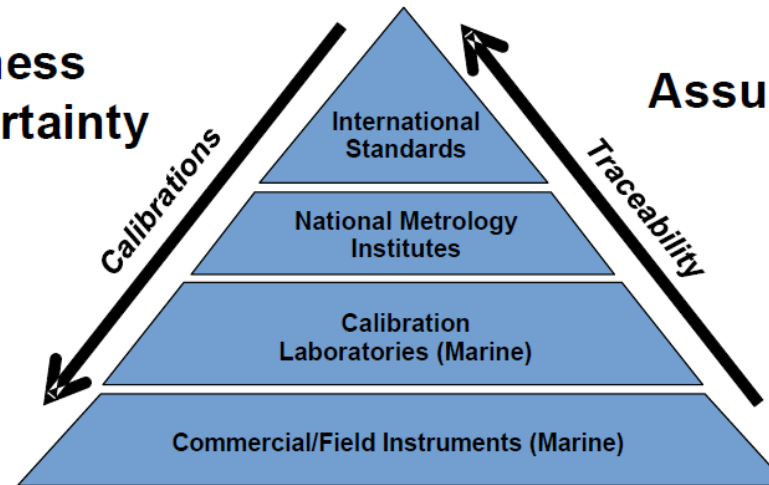 ness
rtainty
Assu
Calibrations
Traceability
International
Standards
National Metrology
Institutes
Calibration
Laboratories (Marine)
Commercial/Field Instruments (Marine)